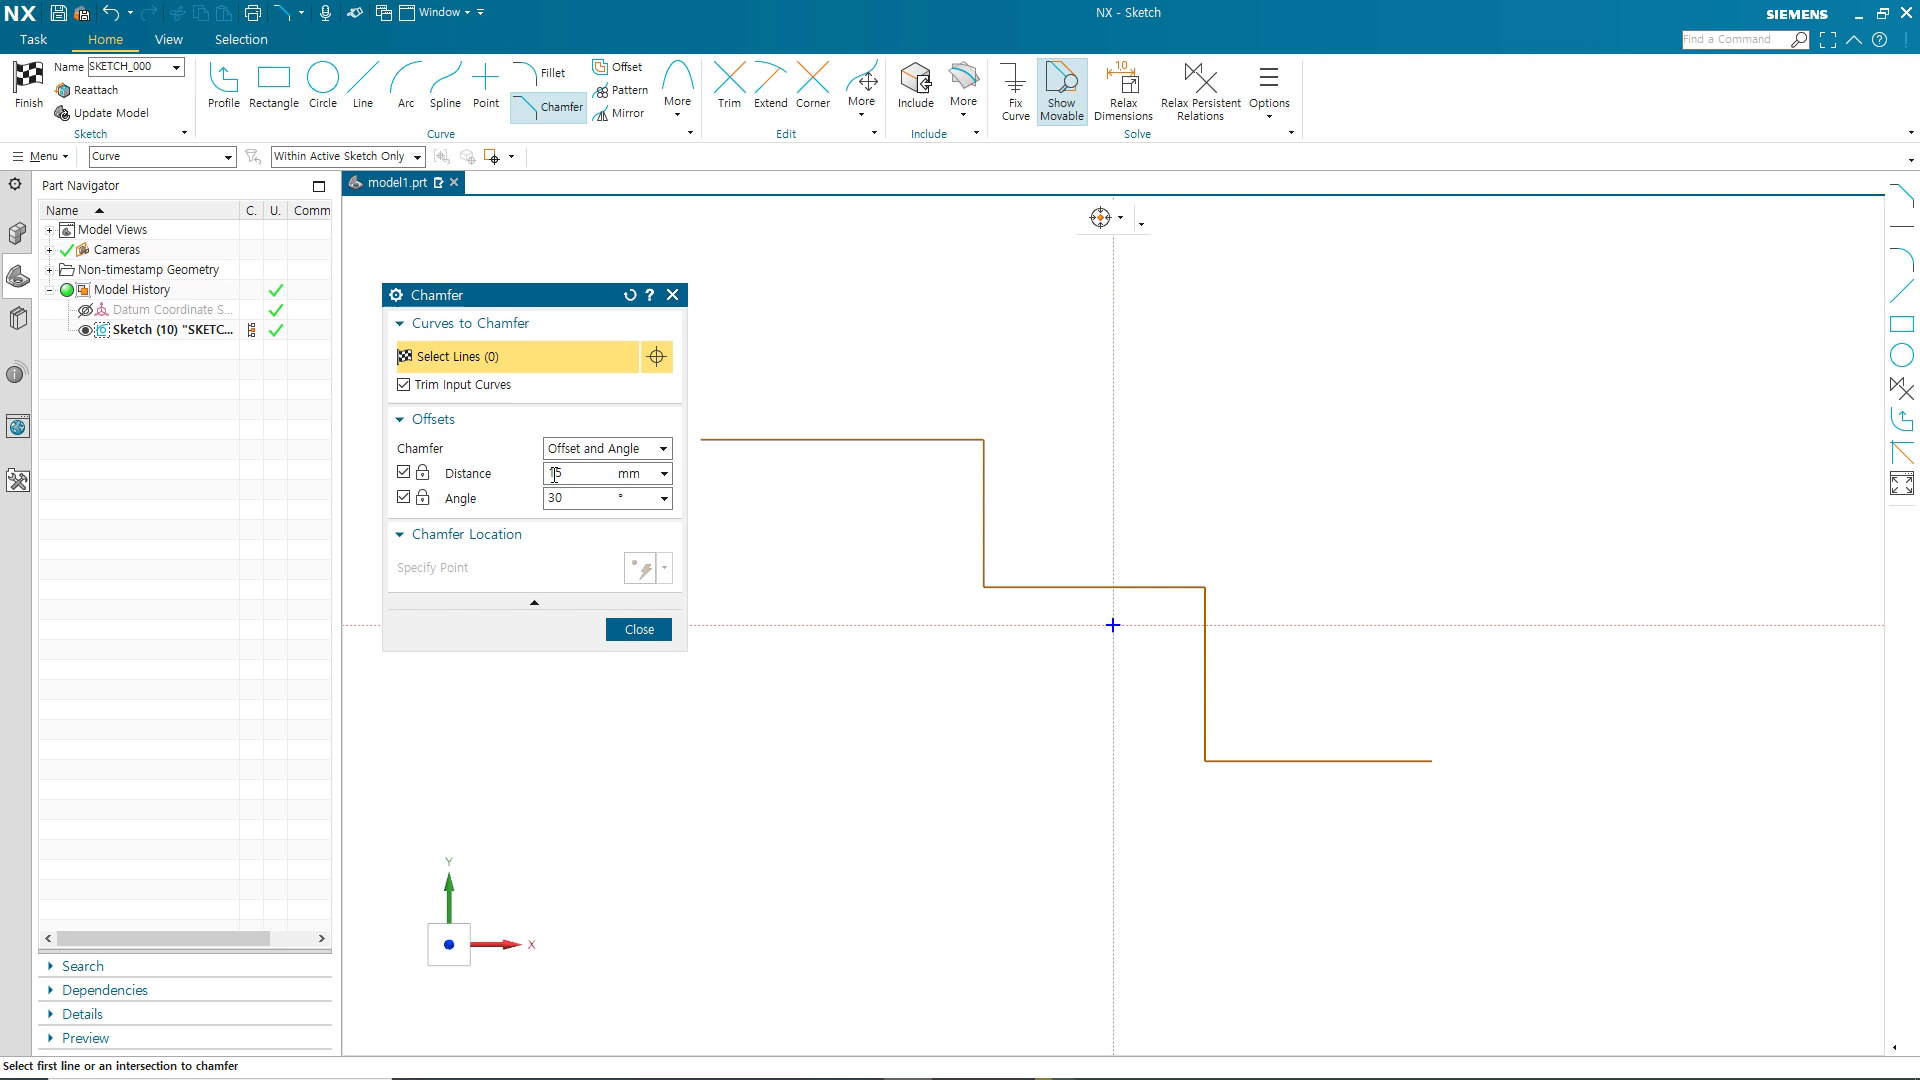 NX Window NX - Sketch SIEMENS
Task Home View Selection Find a Command
Finish Name SKETCH_000 Reattach Update Model Sketch
Profile Rectangle Circle Line Arc Spline Point Fillet Chamfer Offset Pattern Mirror More Curve
Trim Extend Corner More Edit
Include More Include
Fix Curve Show Movable Relax Dimensions Relax Persistent Relations Options Solve
1,0
Menu Curve Within Active Sketch Only
Part Navigator model1.prt
Name C. U. Comm
Model Views
Cameras
Non-timestamp Geometry
Model History
Datum Coordinate S...
Sketch (10) "SKETC...
Chamfer
Curves to Chamfer
Select Lines (0)
Trim Input Curves
Offsets
Chamfer Offset and Angle
Distance 15 mm
Angle 30 °
Chamfer Location
Specify Point
Close
Y
X
Search
Dependencies
Details
Preview
Select first line or an intersection to chamfer